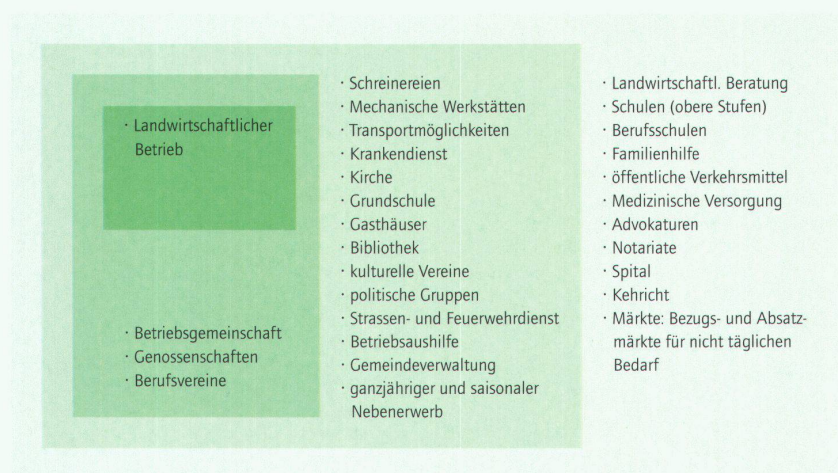 · Landwirtschaftlicher
Betrieb
· Betriebsgemeinschaft
· Genossenschaften
· Berufsvereine
· Schreinereien
· Mechanische Werkstätten
· Transportmöglichkeiten
· Krankendienst
· Kirche
· Grundschule
· Gasthäuser
· Bibliothek
· kulturelle Vereine
· politische Gruppen
· Strassen- und Feuerwehrdienst
· Betriebsaushilfe
· Gemeindeverwaltung
· ganzjähriger und saisonaler
Nebenerwerb
· Landwirtschaftl. Beratung
· Schulen (obere Stufen)
· Berufsschulen
· Familienhilfe
· öffentliche Verkehrsmittel
· Medizinische Versorgung
· Advokaturen
· Notariate
· Spital
· Kehricht
· Märkte: Bezugs- und Absatz-
märkte für nicht täglichen
Bedarf